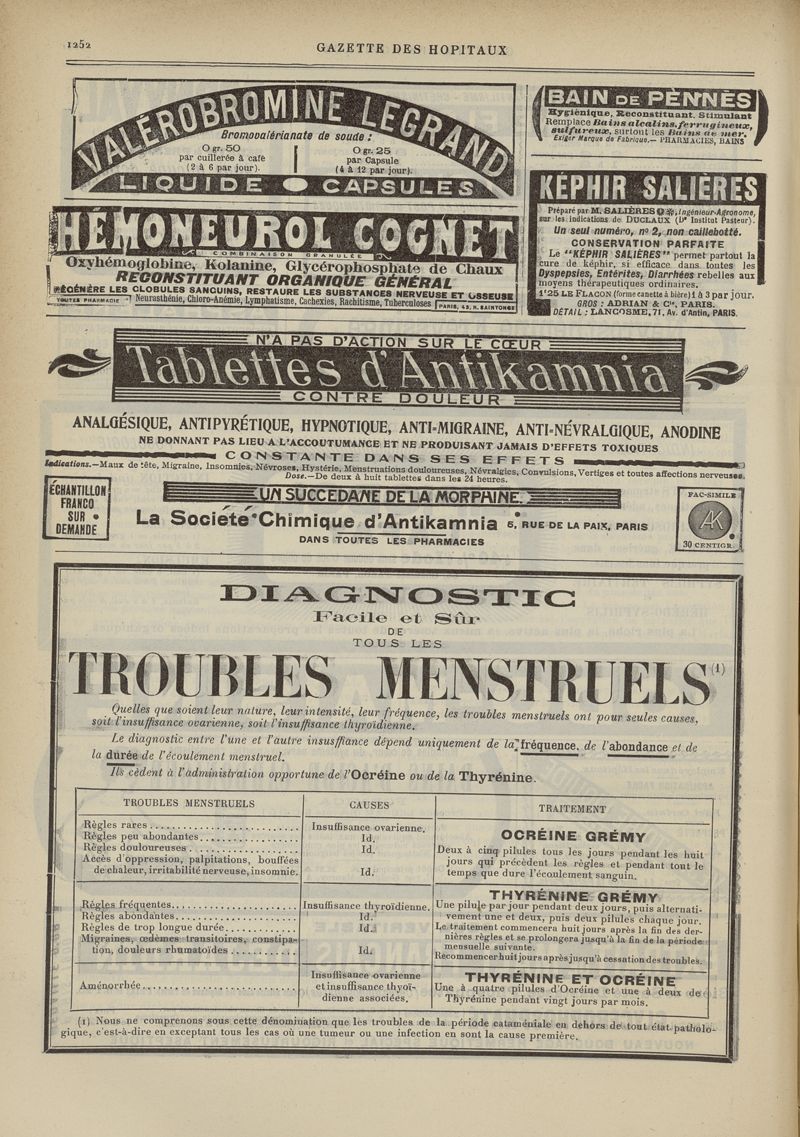 1252
GAZETTE DES HOPITAUX
VALÉROBROMINE LEGRAND
Bromovalérianate de soude :
0 gr. 50
par cuillerée à café
(2 à 6 par jour).
0 gr. 25
par Capsule
(4 à 12 par jour).
LIQUIDE CAPSULES
BAIN DE PENNÈS
Hygiénique, Reconstituant, Stimulant
Remplace Bains alcalins, ferrugineux,
sulfureux, surtout les Bains de mer.
Exiger Marque de Fabrique.— PHARMACIES, BAINS
HÉMONEUROL COGNET
COMBINAISON GRANULÉE
Oxyhémoglobine, Kolanine, Glycérophosphate de Chaux
RECONSTITUANT ORGANIQUE GÉNÉRAL
RÉGÉNÈRE LES GLOBULES SANGUINS, RESTAURE LES SUBSTANCES NERVEUSE ET OSSEUSE
TOUTES PHARMACIE Neurasthénie, Chloro-Anémie, Lymphatisme, Cachexies, Rachitisme, Tuberculoses PARIS, 43, R. SAINTONGE
KÉPHIR SALIÈRES
Préparé par M. SALIÈRES, Ingénieur-Agronome,
sur les indications de DUCLAUX (Dr Institut Pasteur).
Un seul numéro, no 2, non caillebotté.
CONSERVATION PARFAITE
Le "KÉPHIR SALIÈRES" permet partout la
cure de képhir, si efficace dans toutes les
Dyspepsies, Entérites, Diarrhées rebelles aux
moyens thérapeutiques ordinaires.
1f25 LE FLACON (forme canette à bière) 1 à 3 par jour.
GROS : ADRIAN & Cie, PARIS.
DÉTAIL : LANCOSME, 71, Av. d'Antin, PARIS.
N'A PAS D'ACTION SUR LE CŒUR
Tablettes d'Antikamnia
CONTRE DOULEUR
ANALGÉSIQUE, ANTIPYRÉTIQUE, HYPNOTIQUE, ANTI-MIGRAINE, ANTI-NÉVRALGIQUE, ANODINE
NE DONNANT PAS LIEU A L'ACCOUTUMANCE ET NE PRODUISANT JAMAIS D'EFFETS TOXIQUES
CONSTANTE DANS SES EFFETS
Indications.—Maux de tête, Migraine, Insomnies, Névroses, Hystérie, Menstruations douloureuses, Névralgies, Convulsions, Vertiges et toutes affections nerveuses.
Dose.—De deux à huit tablettes dans les 24 heures.
ÉCHANTILLON
FRANCO
SUR
DEMANDE
UN SUCCÉDANÉ DE LA MORPHINE.
La Société Chimique d'Antikamnia 5, RUE DE LA PAIX, PARIS
DANS TOUTES LES PHARMACIES
FAC-SIMILE
AK
30 CENTIGR.
DIAGNOSTIC
Facile et Sûr
DE
TOUS LES
TROUBLES MENSTRUELS (1)
Quelles que soient leur nature, leur intensité, leur fréquence, les troubles menstruels ont pour seules causes,
soit l'insuffisance ovarienne, soit l'insuffisance thyroïdienne.
Le diagnostic entre l'une et l'autre insusffiance dépend uniquement de la fréquence, de l'abondance et de
la durée de l'écoulement menstruel.
Ils cèdent à l'administration opportune de l'Ocréine ou de la Thyrénine.
TROUBLES MENSTRUELS
CAUSES
TRAITEMENT
Règles rares
Insuffisance ovarienne.
Règles peu abondantes
Id.
Règles douloureuses
Id.
Accès d'oppression, palpitations, bouffées
de chaleur, irritabilité nerveuse, insomnie.
Id.
OCRÉINE GRÉMY
Deux à cinq pilules tous les jours pendant les huit
jours qui précèdent les règles et pendant tout le
temps que dure l'écoulement sanguin.
Règles fréquentes
Insuffisance thyroïdienne.
Règles abondantes
Id.
Règles de trop longue durée
Id.
Migraines, œdèmes transitoires, constipa-
tion, douleurs rhumatoïdes
Id.
THYRÉNINE GRÉMY
Une pilule par jour pendant deux jours, puis alternati-
vement une et deux, puis deux pilules chaque jour.
Le traitement commencera huit jours après la fin des der-
nières règles et se prolongera jusqu'à la fin de la période
mensuelle suivante.
Recommencer huit jours après jusqu'à cessation des troubles.
Aménorrhée
Insuffisance ovarienne
et insuffisance thyroï-
dienne associées.
THYRÉNINE ET OCRÉINE
Une à quatre pilules d'Ocréine et une à deux de
Thyrénine pendant vingt jours par mois.
(1) Nous ne comprenons sous cette dénomination que les troubles de la période cataméniale en dehors de tout état patholo-
gique, c'est-à-dire en exceptant tous les cas où une tumeur ou une infection en sont la cause première.